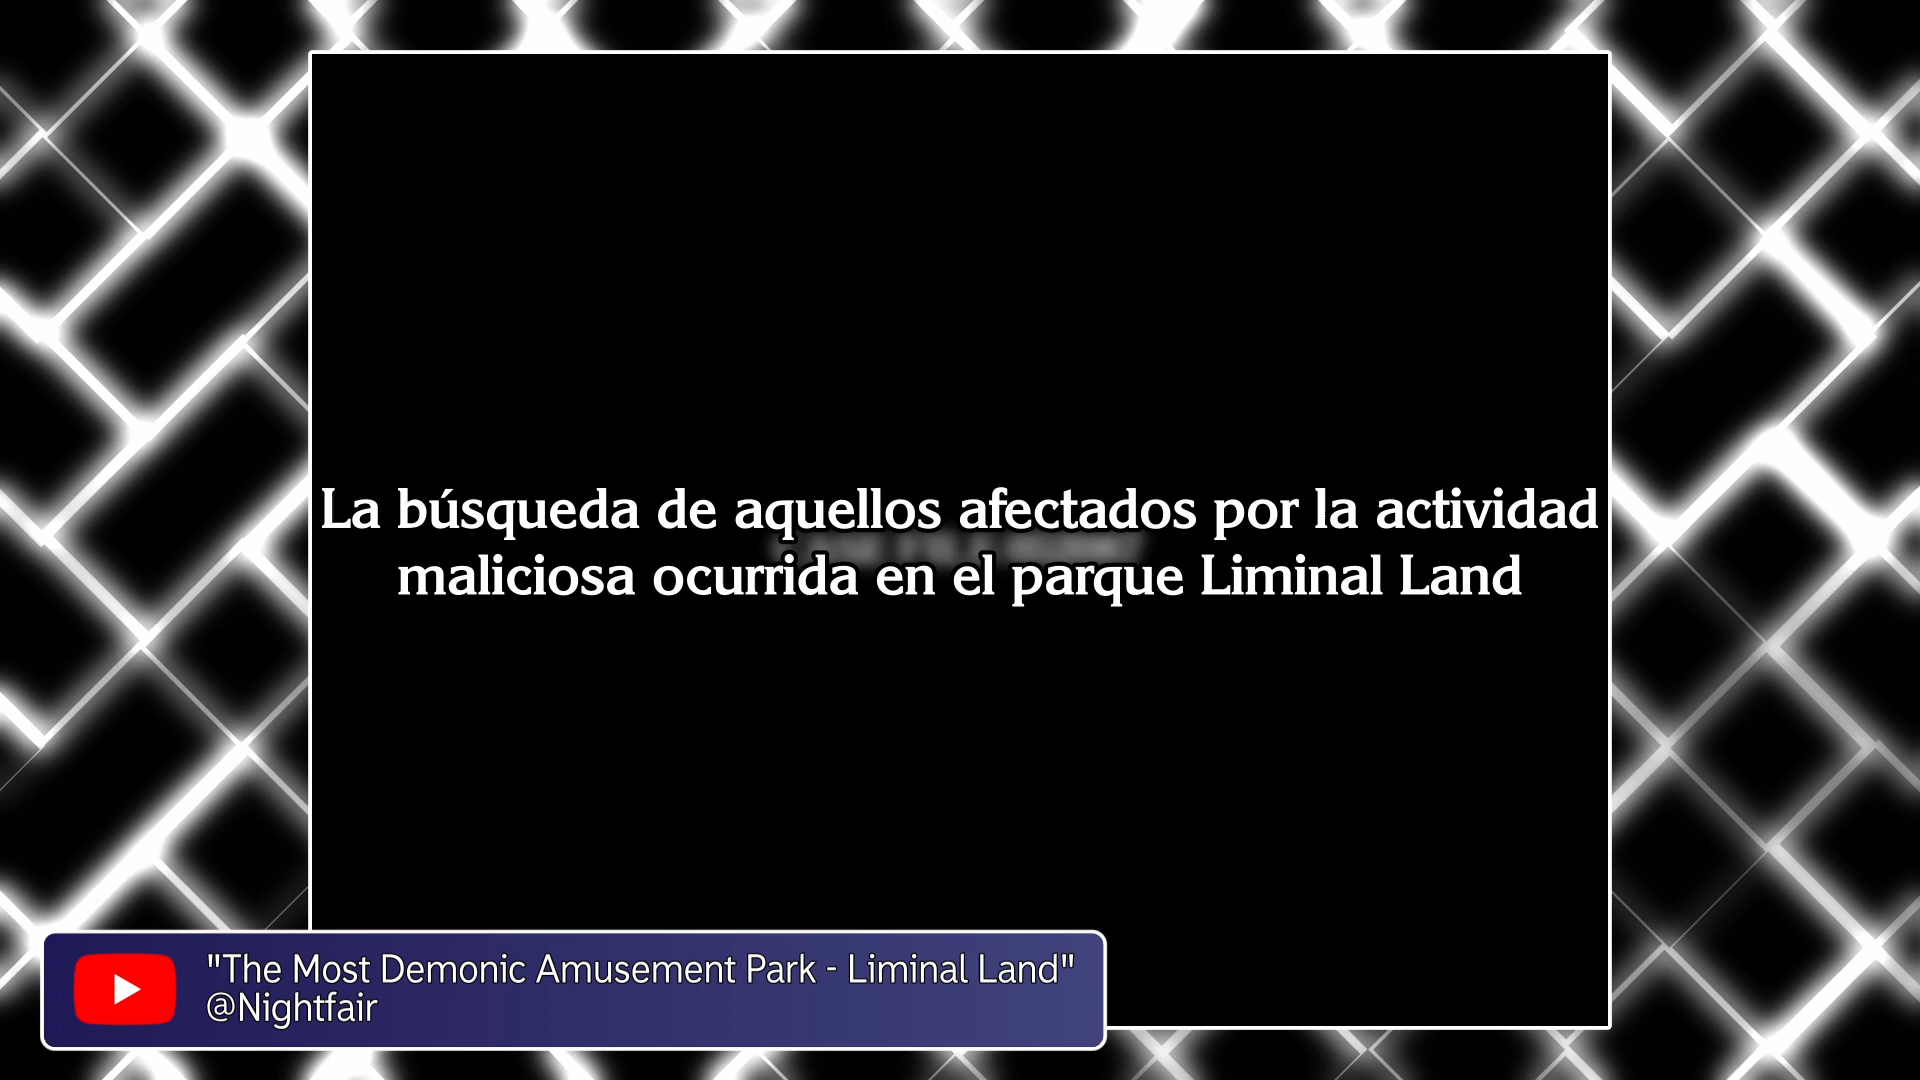 La búsqueda de aquellos afectados por la actividad
maliciosa ocurrida en el parque Liminal Land
"The Most Demonic Amusement Park - Liminal Land"
@Nightfair